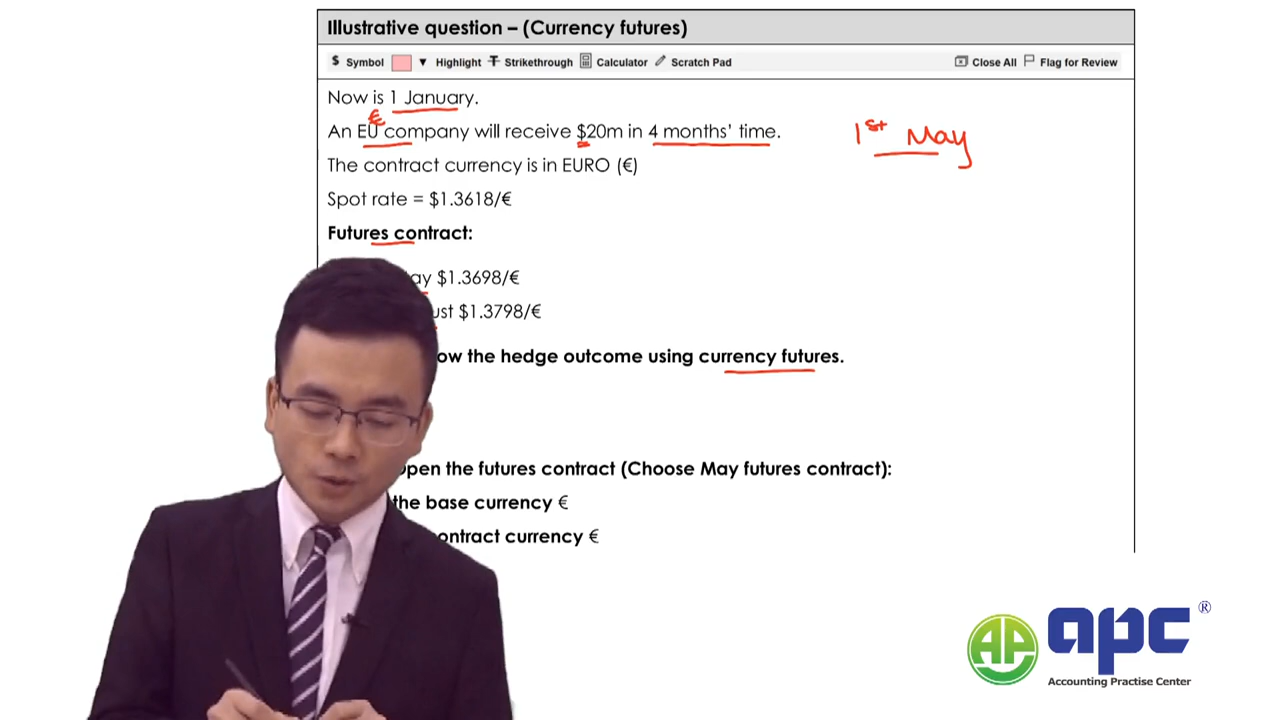 Illustrative question – (Currency futures)
$ Symbol ▼ Highlight T Strikethrough Calculator Scratch Pad Close All Flag for Review
Now is 1 January.
€
An EU company will receive $20m in 4 months’ time. 1st May
The contract currency is in EURO (€)
Spot rate = $1.3618/€
Futures contract:
ay $1.3698/€
ust $1.3798/€
ow the hedge outcome using currency futures.
pen the futures contract (Choose May futures contract):
the base currency €
ontract currency €
AP apc ®
Accounting Practise Center